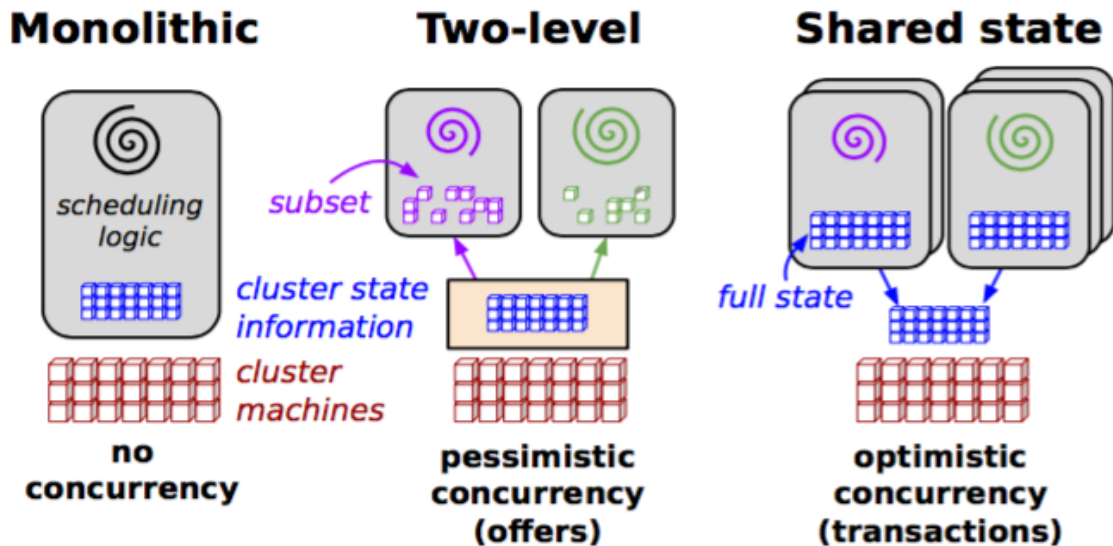 Monolithic
Two-level
Shared state
scheduling
logic
subset
cluster state
information
full state
cluster
machines
no
concurrency
pessimistic
concurrency
(offers)
optimistic
concurrency
(transactions)